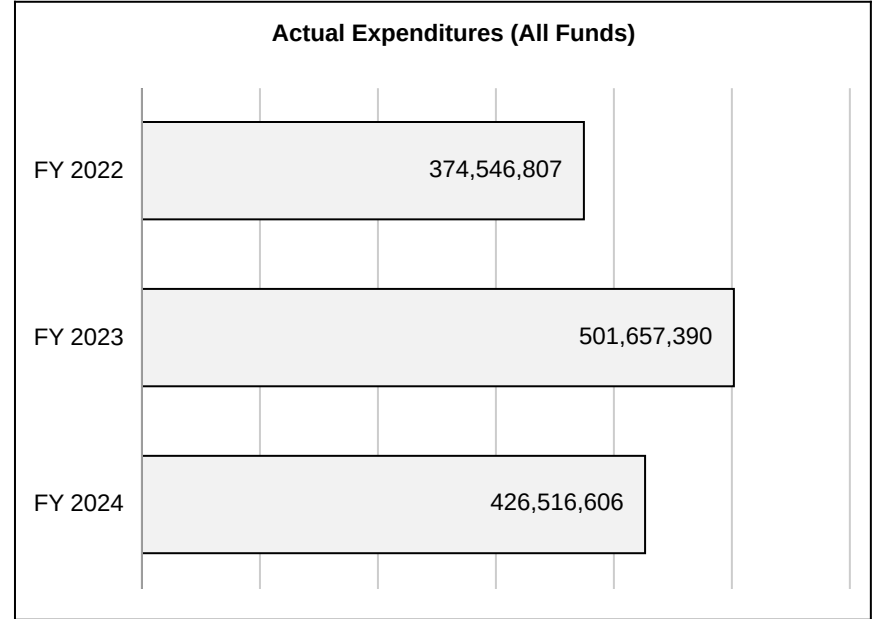 Actual Expenditures (All Funds)
FY 2022 374,546,807
FY 2023 501,657,390
FY 2024 426,516,606